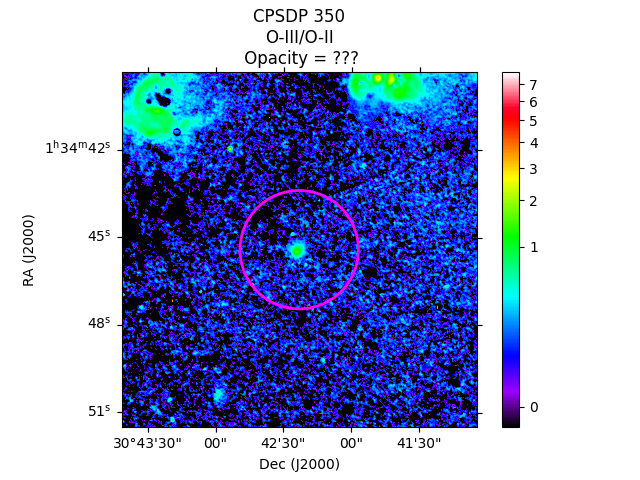 CPSDP 350
O-III/O-II
Opacity = ???
1ʰ34ᵐ42ˢ
45ˢ
48ˢ
51ˢ
RA (J2000)
30°43'30"
00"
42'30"
00"
41'30"
Dec (J2000)
7
6
5
4
3
2
1
0